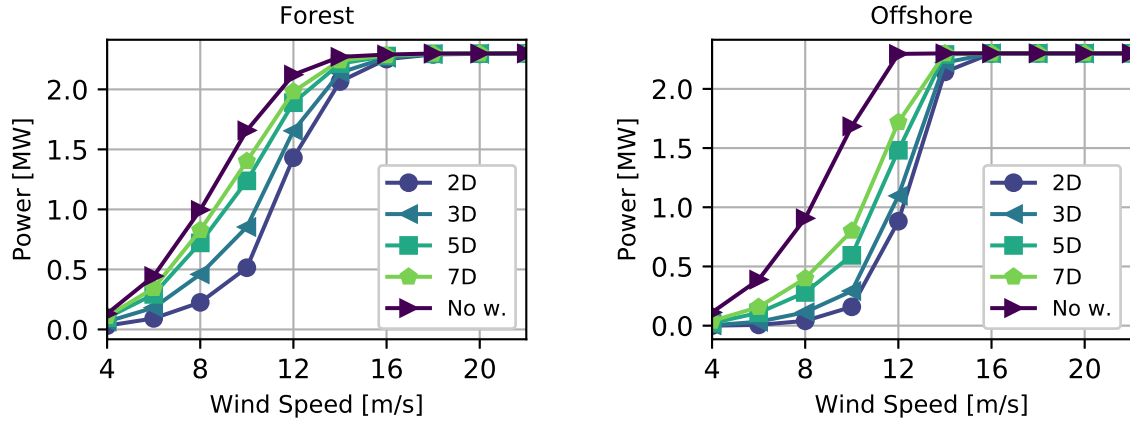 Forest
Power [MW]
2.0
1.5
1.0
0.5
0.0
2D
3D
5D
7D
No w.
4 8 12 16 20
Wind Speed [m/s]
Offshore
Power [MW]
2.0
1.5
1.0
0.5
0.0
2D
3D
5D
7D
No w.
4 8 12 16 20
Wind Speed [m/s]